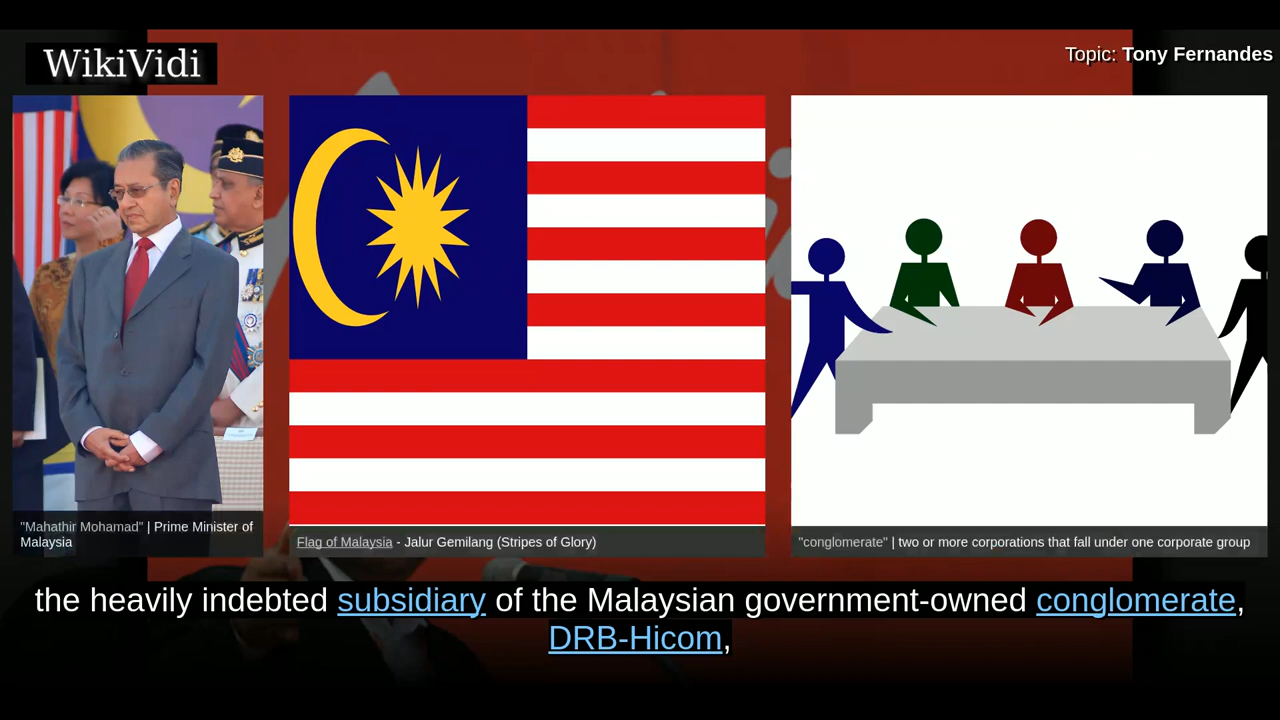 WikiVidi
Topic: Tony Fernandes
"Mahathir Mohamad" | Prime Minister of
Malaysia
Flag of Malaysia - Jalur Gemilang (Stripes of Glory)
"conglomerate" | two or more corporations that fall under one corporate group
the heavily indebted subsidiary of the Malaysian government-owned conglomerate,
DRB-Hicom,